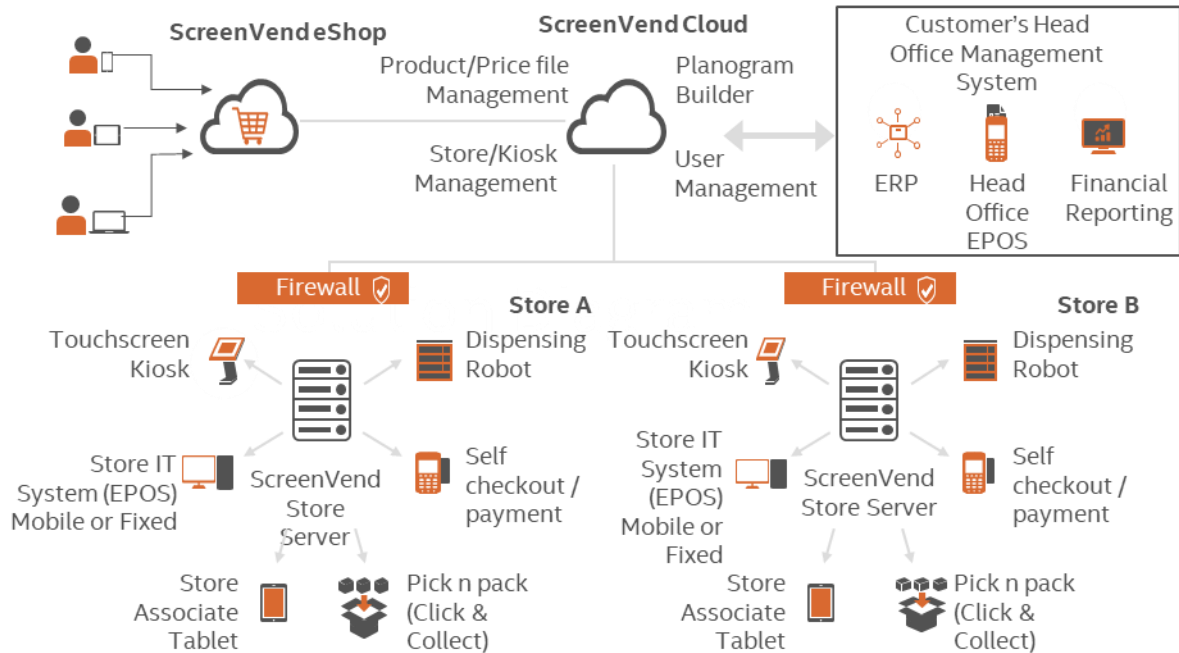 ScreenVend eShop
ScreenVend Cloud
Product/Price file
Management
Planogram
Builder
Store/Kiosk
Management
User
Management
Customer's Head
Office Management
System
ERP
Head
Office
EPOS
Financial
Reporting
Firewall
Store A
Touchscreen
Kiosk
Dispensing
Robot
Store IT
System (EPOS)
Mobile or Fixed
ScreenVend
Store
Server
Self
checkout /
payment
Store
Associate
Tablet
Pick n pack
(Click &
Collect)
Firewall
Store B
Touchscreen
Kiosk
Dispensing
Robot
Store IT
System
(EPOS)
Mobile or
Fixed
ScreenVend
Store Server
Self
checkout /
payment
Store
Associate
Tablet
Pick n pack
(Click &
Collect)